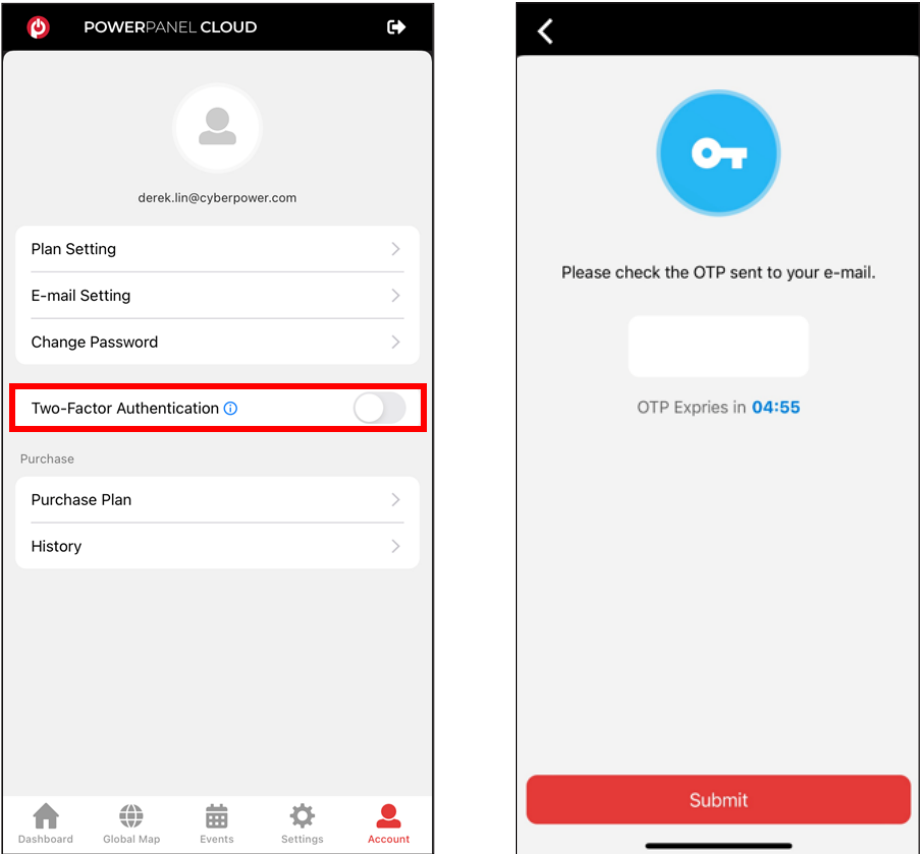 POWERPANEL CLOUD
derek.lin@cyberpower.com
Plan Setting
E-mail Setting
Change Password
Two-Factor Authentication
Purchase
Purchase Plan
History
Dashboard
Global Map
Events
Settings
Account
Please check the OTP sent to your e-mail.
OTP Expries in 04:55
Submit